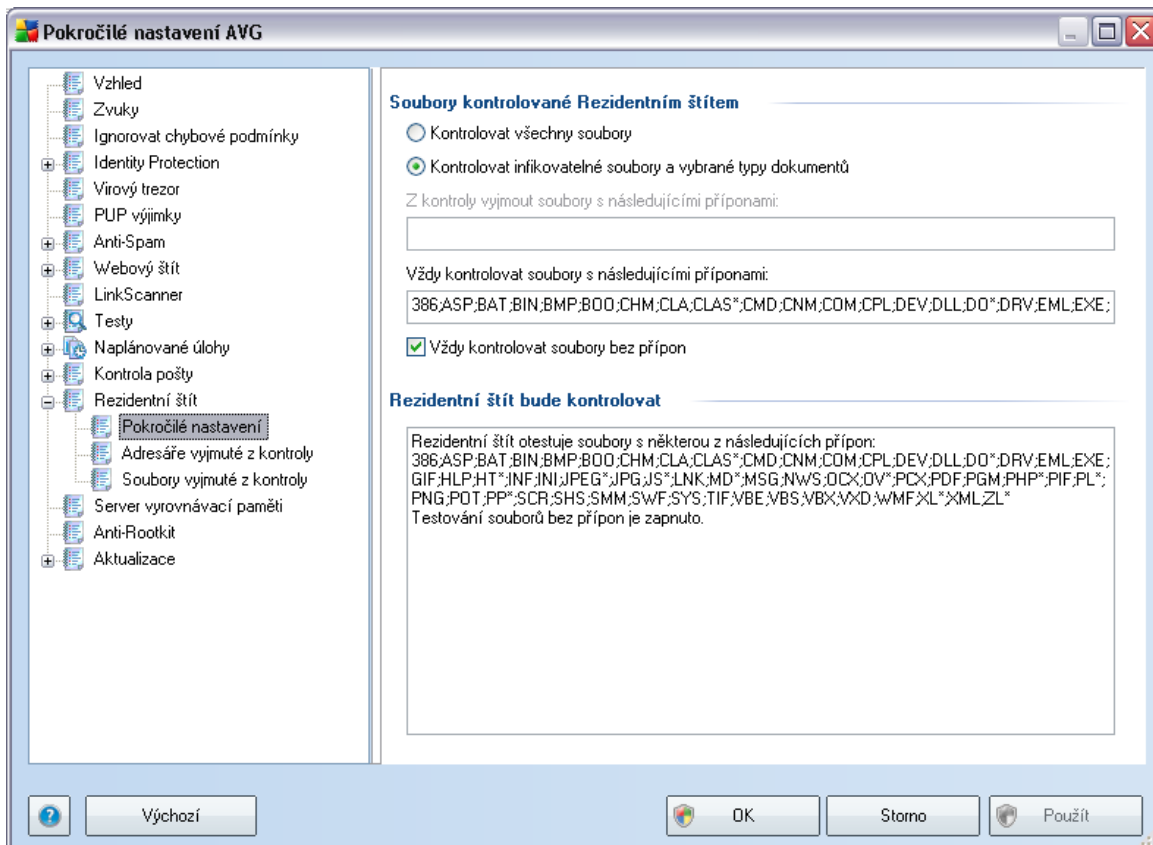 Pokročilé nastavení AVG
Vzhled
Zvuky
Ignorovat chybové podmínky
Identity Protection
Virový trezor
PUP výjimky
Anti-Spam
Webový štít
LinkScanner
Testy
Naplánované úlohy
Kontrola pošty
Rezidentní štít
Pokročilé nastavení
Adresáře vyjmuté z kontroly
Soubory vyjmuté z kontroly
Server vyrovnávací paměti
Anti-Rootkit
Aktualizace
Soubory kontrolované Rezidentním štítem
Kontrolovat všechny soubory
Kontrolovat infikovatelné soubory a vybrané typy dokumentů
Z kontroly vyjmout soubory s následujícími příponami:
Vždy kontrolovat soubory s následujícími příponami:
386;ASP;BAT;BIN;BMP;BOO;CHM;CLA;CLAS*;CMD;CNM;COM;CPL;DEV;DLL;DO*;DRV;EML;EXE;
Vždy kontrolovat soubory bez přípon
Rezidentní štít bude kontrolovat
Rezidentní štít otestuje soubory s některou z následujících přípon:
386;ASP;BAT;BIN;BMP;BOO;CHM;CLA;CLAS*;CMD;CNM;COM;CPL;DEV;DLL;DO*;DRV;EML;EXE;
GIF;HLP;HT*;INF;INI;JPEG*;JPG;JS*;LNK;MD*;MSG;NWS;OCX;OV*;PCX;PDF;PGM;PHP*;PIF;PL*;
PNG;POT;PP*;SCR;SHS;SMM;SWF;SYS;TIF;VBE;VBS;VBX;VXD;WMF;XL*;XML;ZL*
Testování souborů bez přípon je zapnuto.
Výchozí
OK
Storno
Použít